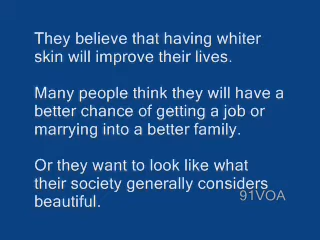 They believe that having whiter
skin will improve their lives.
Many people think they will have a
better chance of getting a job or
marrying into a better family.
Or they want to look like what
their society generally considers
beautiful.
91VOA